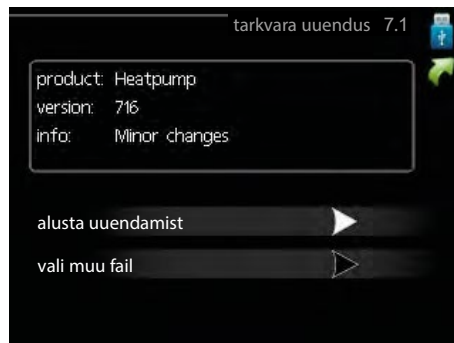 tarkvara uuendus 7.1
product: Heatpump
version: 716
info: Minor changes
alusta uuendamist
vali muu fail